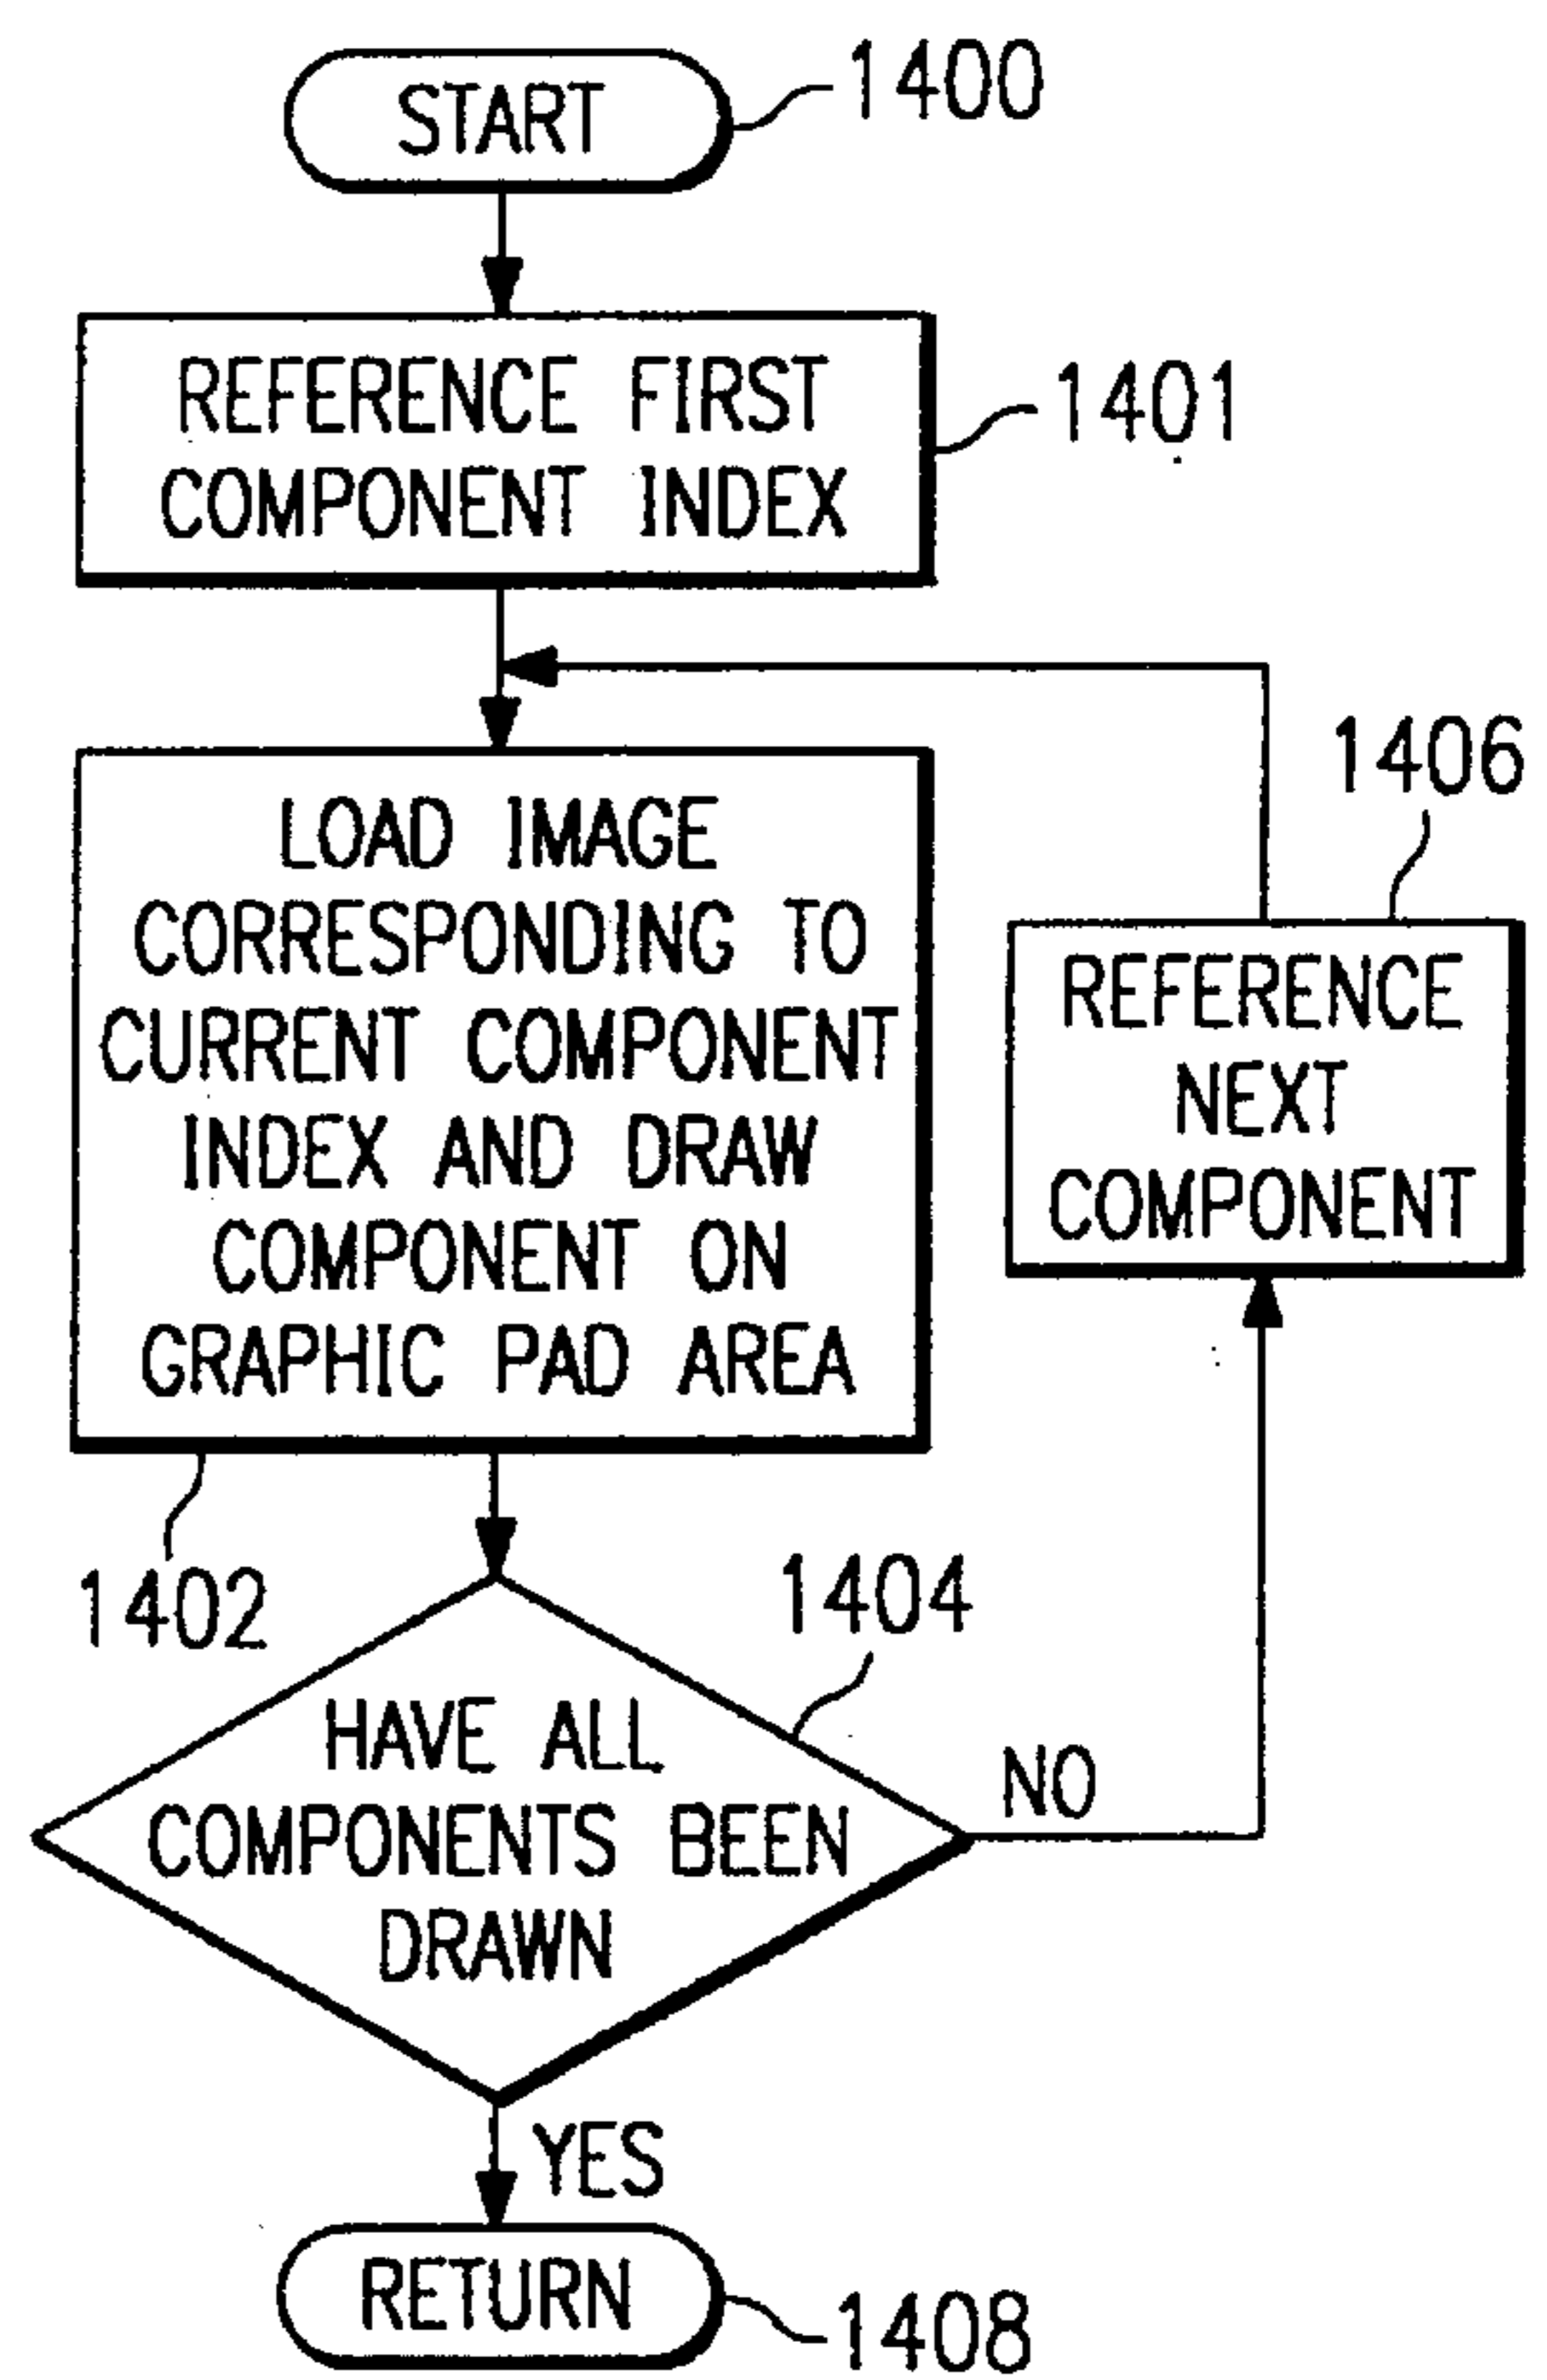 START
1400
REFERENCE FIRST
COMPONENT INDEX
1401
LOAD IMAGE
CORRESPONDING TO
CURRENT COMPONENT
INDEX AND DRAW
COMPONENT ON
GRAPHIC PAD AREA
1402
1406
REFERENCE
NEXT
COMPONENT
1404
HAVE ALL
COMPONENTS BEEN
DRAWN
NO
YES
RETURN
1408